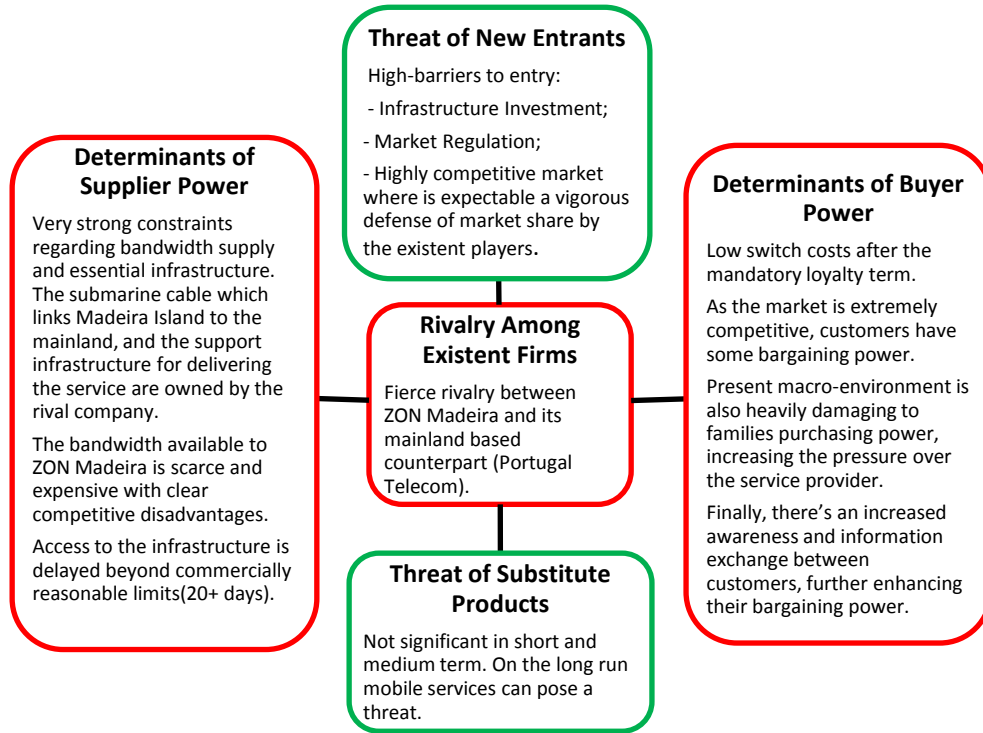 Threat of New Entrants
High-barriers to entry:
- Infrastructure Investment;
- Market Regulation;
- Highly competitive market
where is expectable a vigorous
defense of market share by
the existent players.
Determinants of
Supplier Power
Very strong constraints
regarding bandwidth supply
and essential infrastructure.
The submarine cable which
links Madeira Island to the
mainland, and the support
infrastructure for delivering
the service are owned by the
rival company.
The bandwidth available to
ZON Madeira is scarce and
expensive with clear
competitive disadvantages.
Access to the infrastructure is
delayed beyond commercially
reasonable limits(20+ days).
Rivalry Among
Existent Firms
Fierce rivalry between
ZON Madeira and its
mainland based
counterpart (Portugal
Telecom).
Determinants of Buyer
Power
Low switch costs after the
mandatory loyalty term.
As the market is extremely
competitive, customers have
some bargaining power.
Present macro-environment is
also heavily damaging to
families purchasing power,
increasing the pressure over
the service provider.
Finally, there’s an increased
awareness and information
exchange between
customers, further enhancing
their bargaining power.
Threat of Substitute
Products
Not significant in short and
medium term. On the long run
mobile services can pose a
threat.